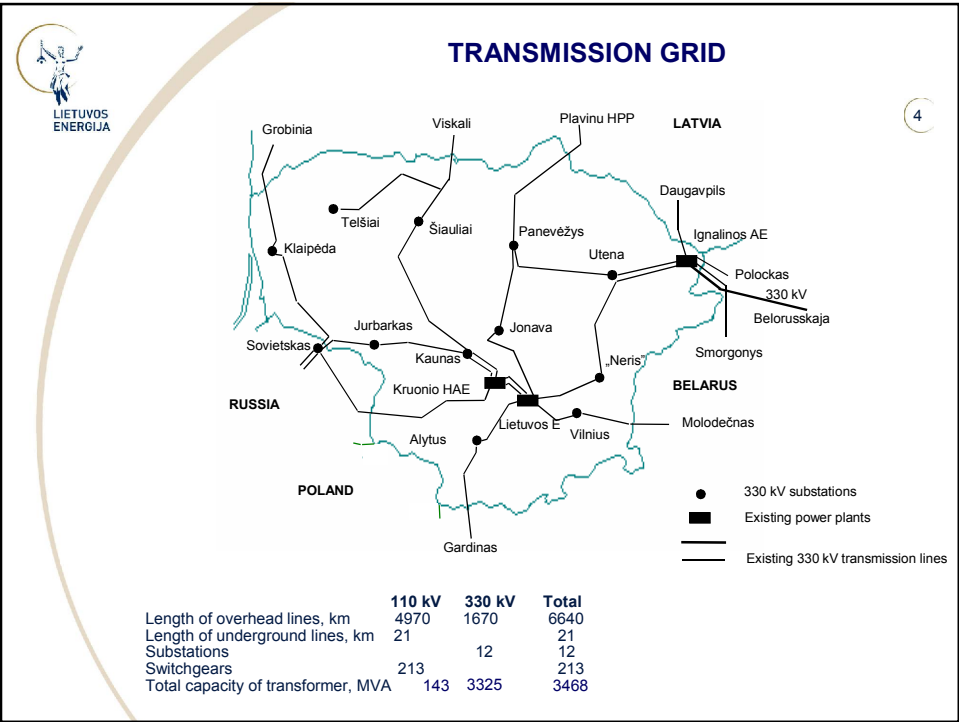 TRANSMISSION GRID
LIETUVOS
ENERGIJA
4
Grobinia
Viskali
Plavinu HPP
LATVIA
Daugavpils
Telšiai
Šiauliai
Panevėžys
Ignalinos AE
Klaipėda
Utena
Polockas
330 kV
Belorusskaja
Jurbarkas
Jonava
Sovietskas
Kaunas
„Neris”
Smorgonys
Kruonio HAE
BELARUS
RUSSIA
Lietuvos E
Molodečnas
Alytus
Vilnius
POLAND
330 kV substations
Existing power plants
Gardinas
Existing 330 kV transmission lines
110 kV 330 kV Total
Length of overhead lines, km 4970 1670 6640
Length of underground lines, km 21 21
Substations 12 12
Switchgears 213 213
Total capacity of transformer, MVA 143 3325 3468